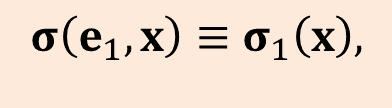 𝛔(𝐞₁, 𝐱) ≡ 𝛔₁(𝐱),